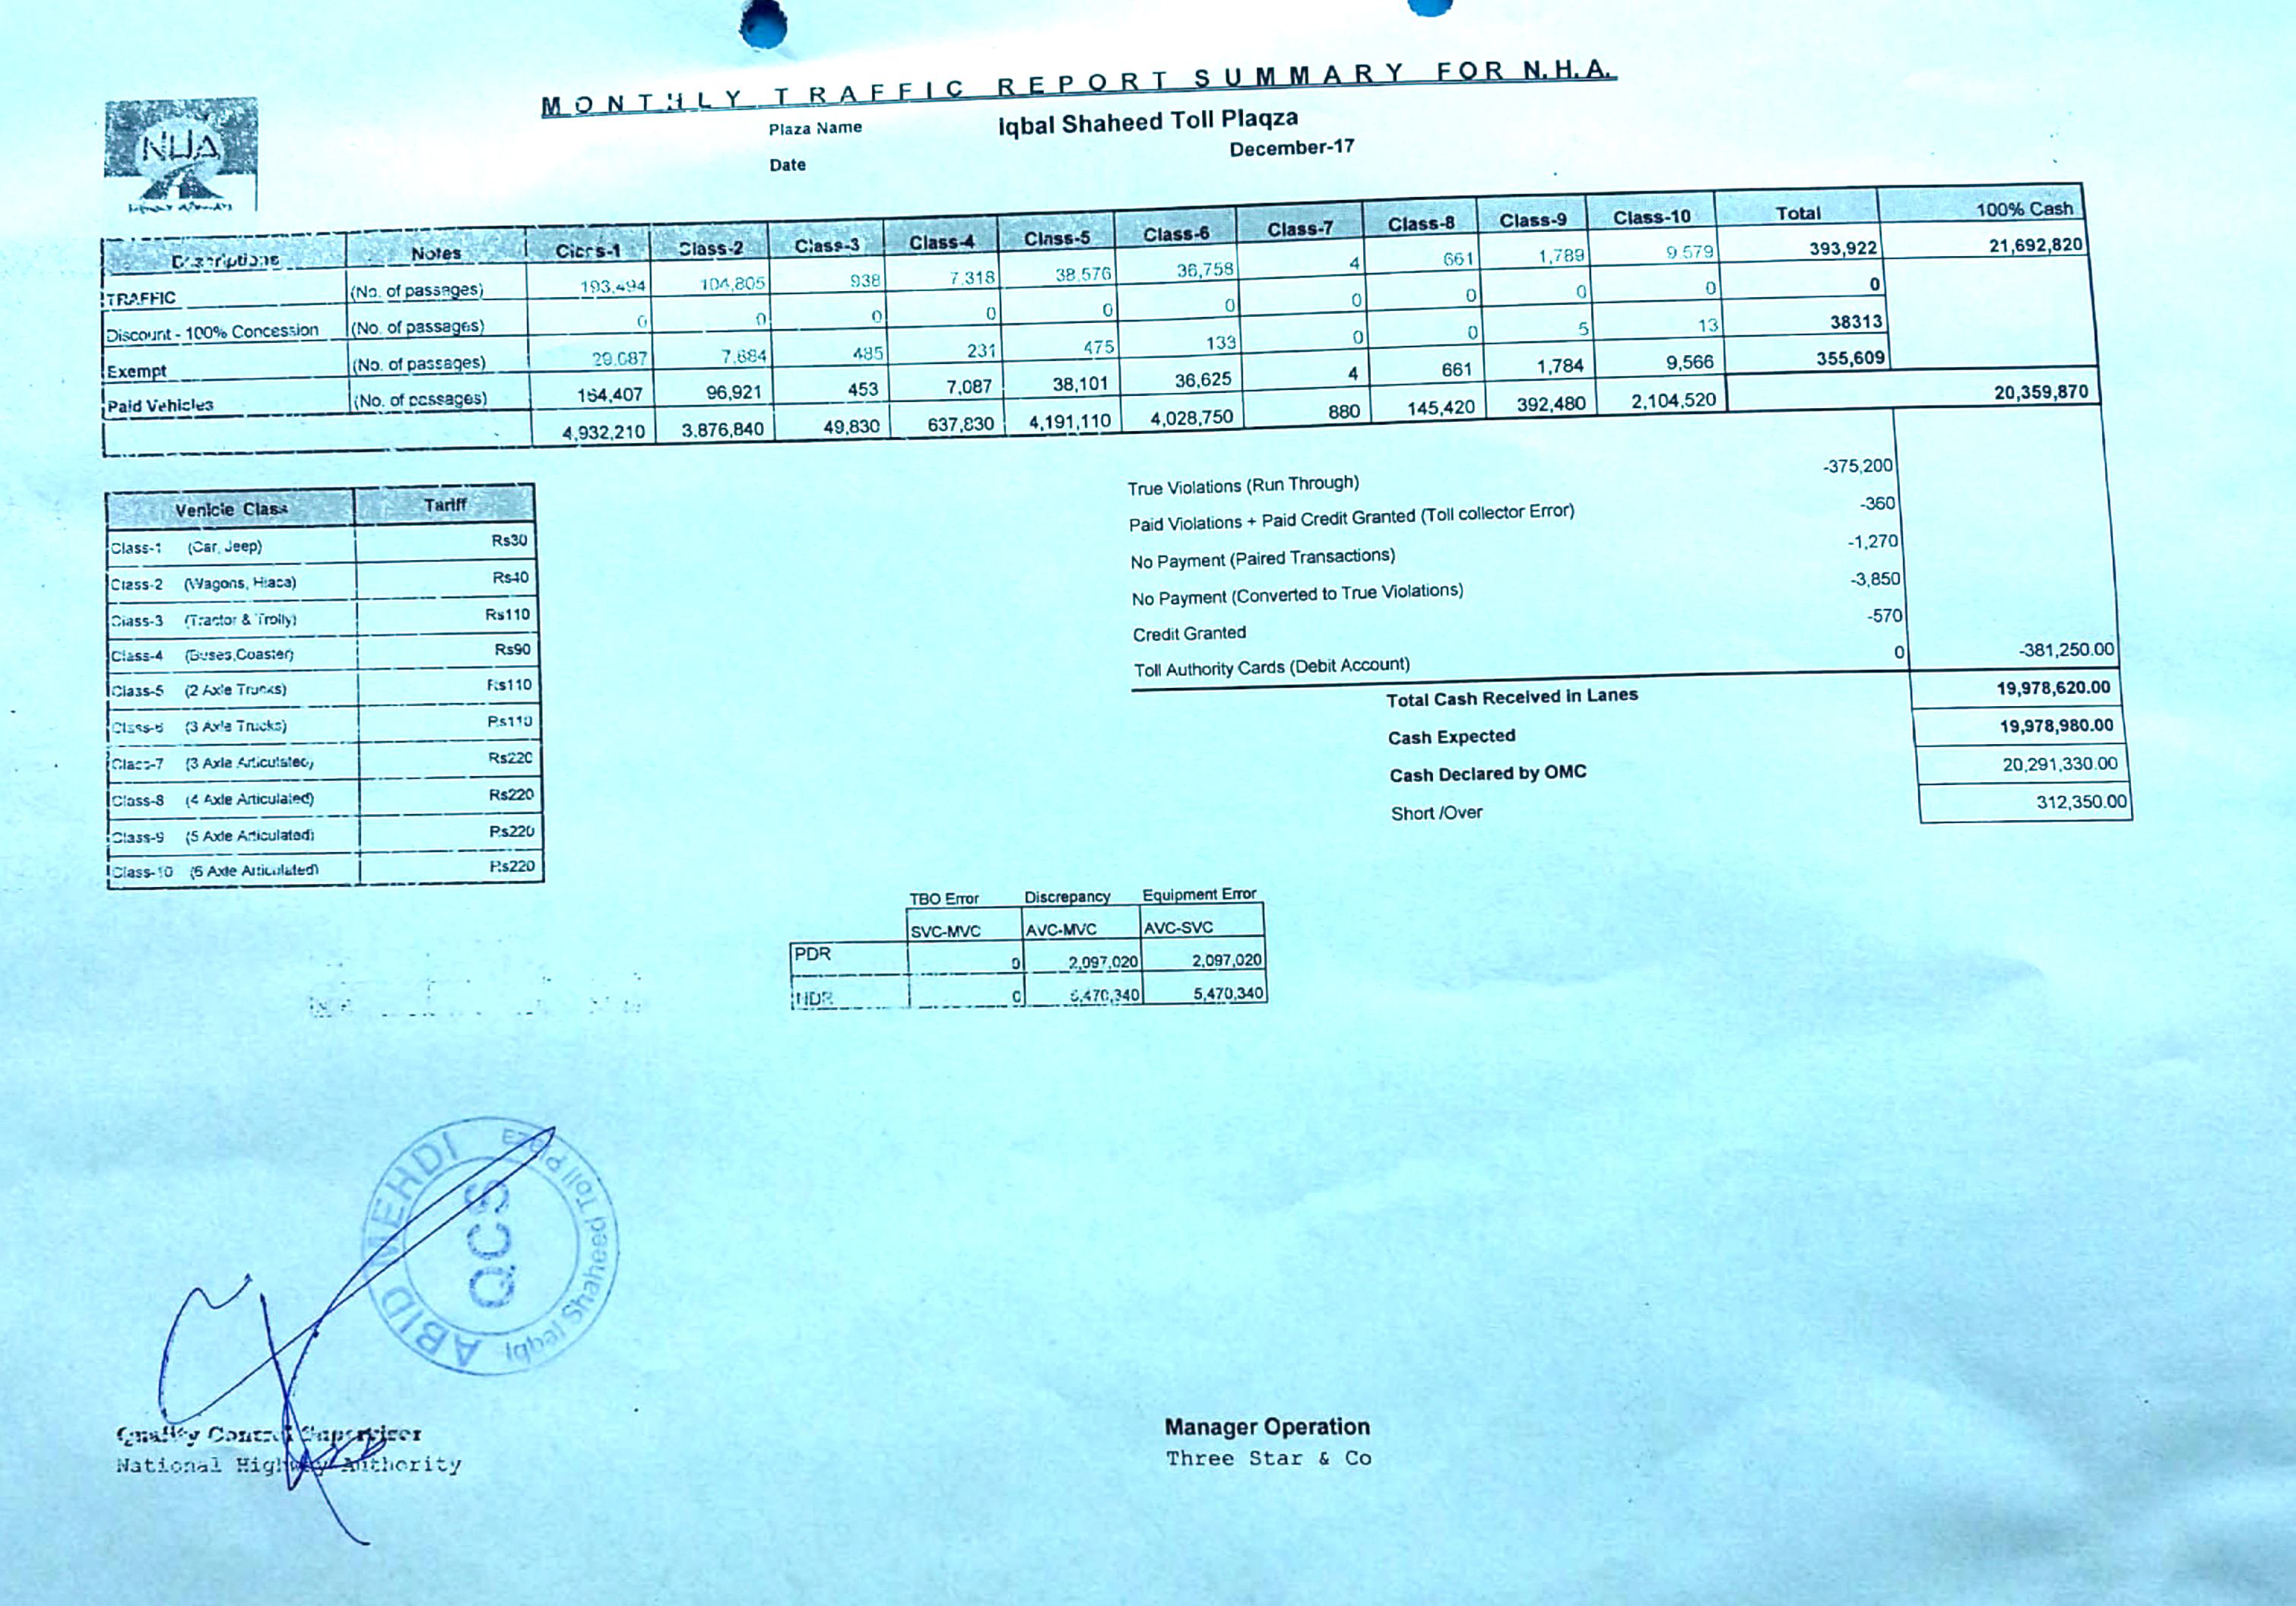 MONTHLY TRAFFIC REPORT SUMMARY FOR N.H.A.
NHA
Plaza Name Iqbal Shaheed Toll Plaqza
Date December-17
Descriptions Notes Class-1 Class-2 Class-3 Class-4 Class-5 Class-6 Class-7 Class-8 Class-9 Class-10 Total 100% Cash
TRAFFIC (No. of passages) 193,494 104,805 938 7,318 38,576 36,758 4 661 1,789 9,579 393,922 21,692,820
Discount - 100% Concession (No. of passages) 0 0 0 0 0 0 0 0 0 0 0
Exempt (No. of passages) 29,087 7,884 485 231 475 133 0 0 5 13 38313
Paid Vehicles (No. of passages) 164,407 96,921 453 7,087 38,101 36,625 4 661 1,784 9,566 355,609
4,932,210 3,876,840 49,830 637,830 4,191,110 4,028,750 880 145,420 392,480 2,104,520 20,359,870
True Violations (Run Through) -375,200
Paid Violations + Paid Credit Granted (Toll collector Error) -360
No Payment (Paired Transactions) -1,270
No Payment (Converted to True Violations) -3,850
Credit Granted -570
Toll Authority Cards (Debit Account) 0 -381,250.00
Total Cash Received in Lanes 19,978,620.00
Cash Expected 19,978,980.00
Cash Declared by OMC 20,291,330.00
Short /Over 312,350.00
Vehicle Class Tariff
Class-1 (Car, Jeep) Rs30
Class-2 (Wagons, Hiaca) Rs40
Class-3 (Tractor & Trolly) Rs110
Class-4 (Buses,Coaster) Rs90
Class-5 (2 Axle Trucks) Rs110
Class-6 (3 Axle Trucks) Rs110
Class-7 (3 Axle Articulated) Rs220
Class-8 (4 Axle Articulated) Rs220
Class-9 (5 Axle Articulated) Rs220
Class-10 (6 Axle Articulated) Rs220
TBO Error Discrepancy Equipment Error
SVC-MVC AVC-MVC AVC-SVC
PDR 0 2,097,020 2,097,020
NDR 0 5,470,340 5,470,340
ABID MEHDI
QCS
Iqbal Shaheed Toll Plaza
Quality Control Supervisor
National Highway Authority
Manager Operation
Three Star & Co